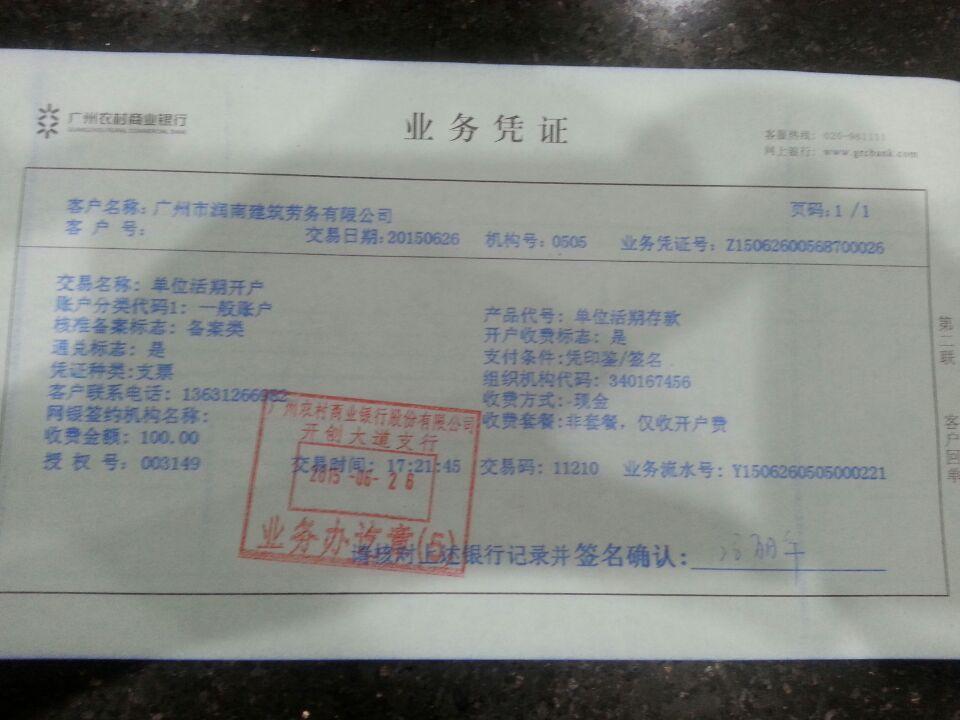 广州农村商业银行
GUANGZHOU RURAL COMMERCIAL BANK
业务凭证
客服热线：020-961111
网上银行：www.grcbank.com
客户名称：广州市润南建筑劳务有限公司
页码：1 /1
客 户 号：
交易日期：20150626 机构号：0505 业务凭证号：Z15062600568700026
交易名称：单位活期开户
账户分类代码1：一般账户
产品代号：单位活期存款
核准备案标志：备案类
开户收费标志：是
通兑标志：是
支付条件：凭印鉴/签名
凭证种类：支票
组织机构代码：340167456
客户联系电话：13631266982
收费方式：现金
网银签约机构名称：
收费套餐：非套餐，仅收开户费
收费金额：100.00
授 权 号：003149 交易时间：17:21:45 交易码：11210 业务流水号：Y1506260505000221
广州农村商业银行股份有限公司
开创大道支行
2015-06-26
业务办讫章(5)
请核对上述银行记录并签名确认：
第二联
客户回单